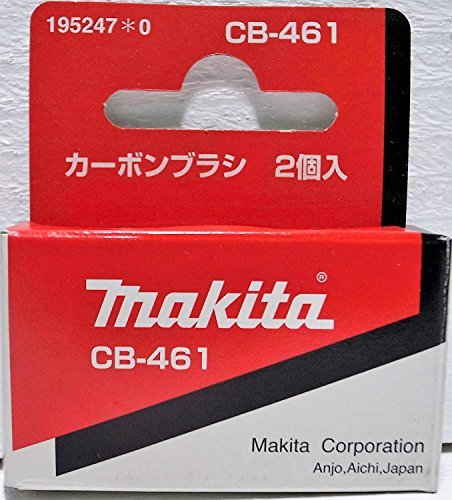 195247＊0 CB-461
カーボンブラシ 2個入
makita®
CB-461
Makita Corporation
Anjo,Aichi,Japan